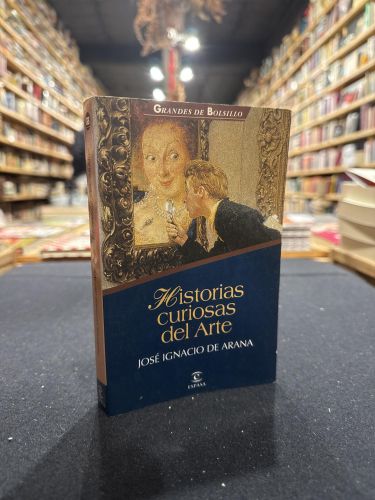 GRANDES DE BOLSILLO
Historias
curiosas
del Arte
JOSÉ IGNACIO DE ARANA
ESPASA